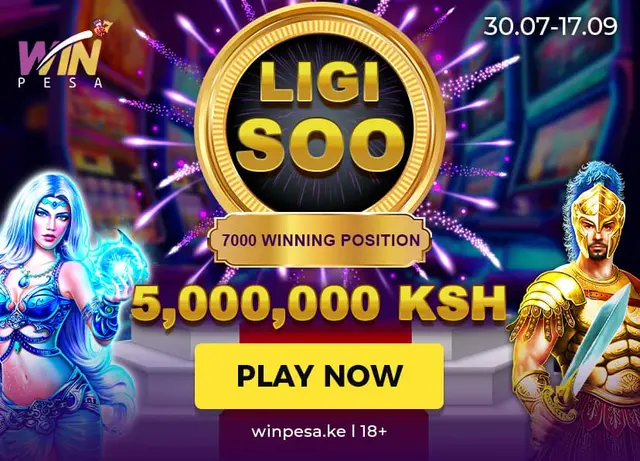 WIN
PESA
30.07-17.09
LIGI
SOO
7000 WINNING POSITION
5,000,000 KSH
PLAY NOW
winpesa.ke | 18+